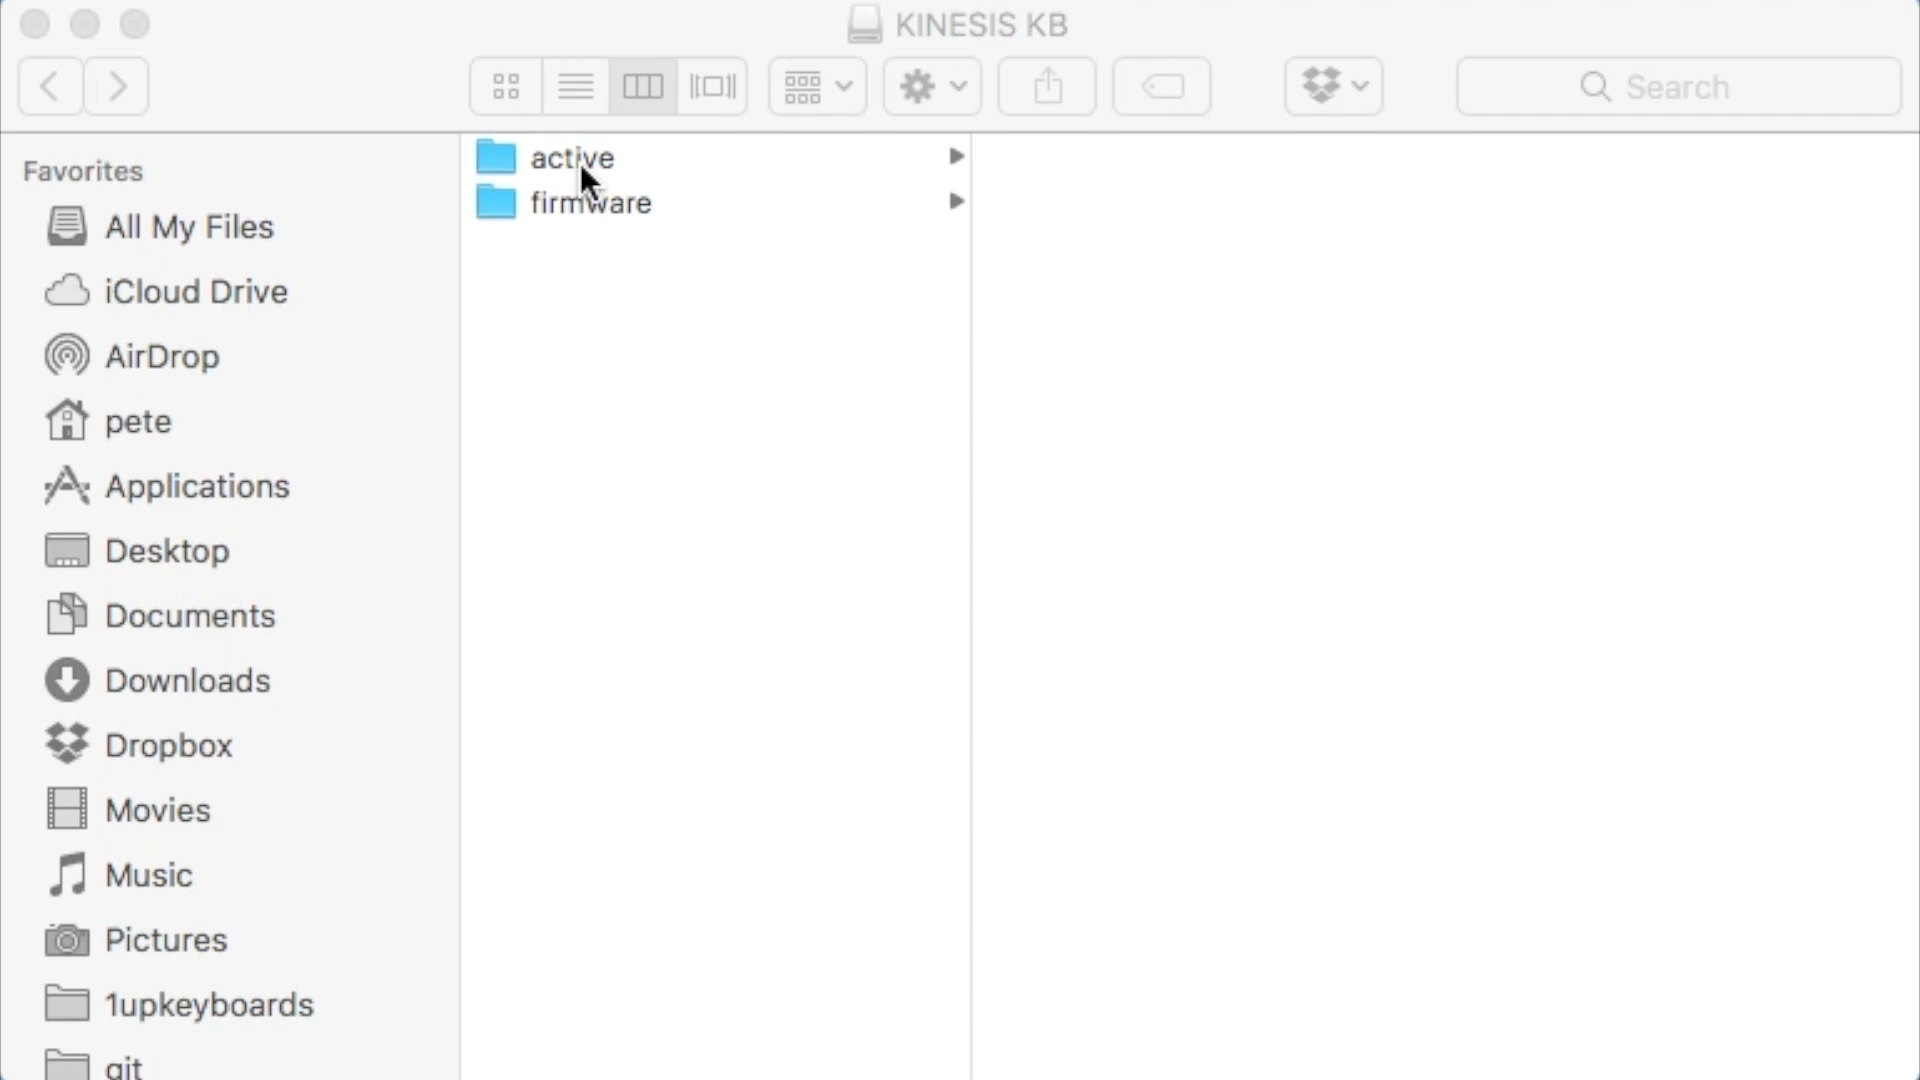 KINESIS KB
Search
Favorites
All My Files
iCloud Drive
AirDrop
pete
Applications
Desktop
Documents
Downloads
Dropbox
Movies
Music
Pictures
1upkeyboards
git
active
firmware